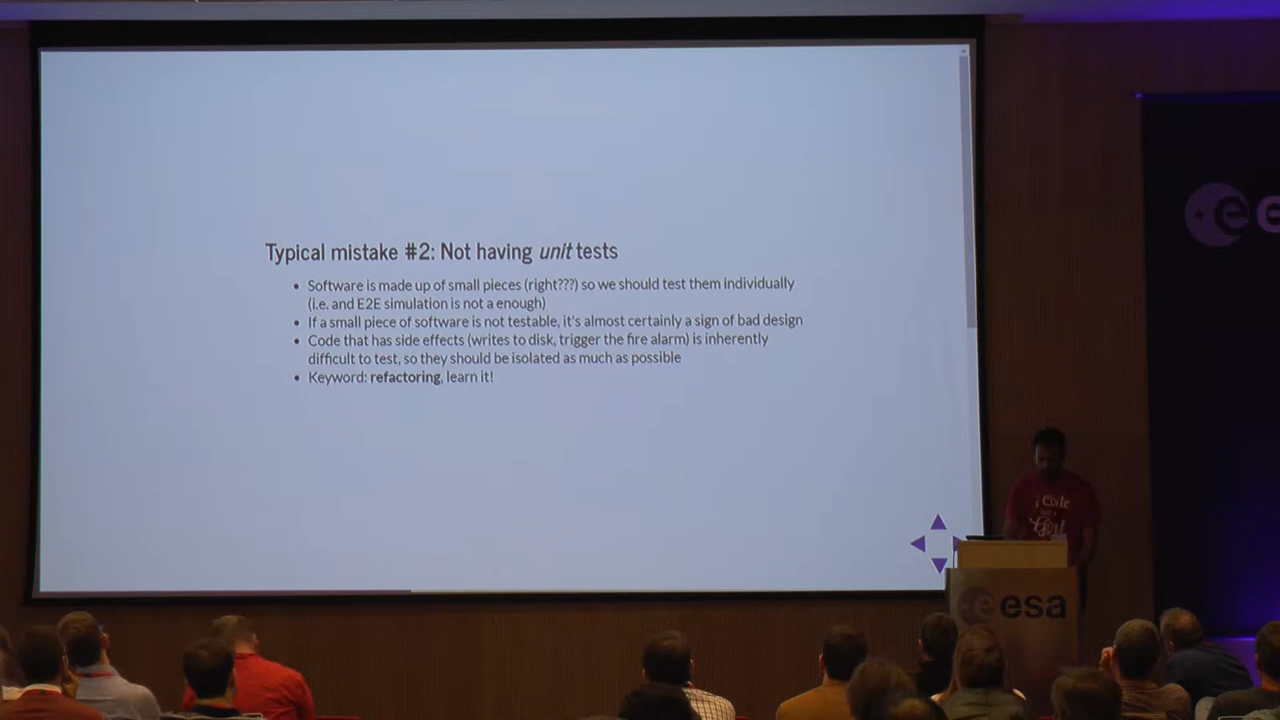 Typical mistake #2: Not having unit tests
• Software is made up of small pieces (right???) so we should test them individually
(i.e. and E2E simulation is not a enough)
• If a small piece of software is not testable, it's almost certainly a sign of bad design
• Code that has side effects (writes to disk, trigger the fire alarm) is inherently
difficult to test, so they should be isolated as much as possible
• Keyword: refactoring, learn it!
i Code
Girl
esa